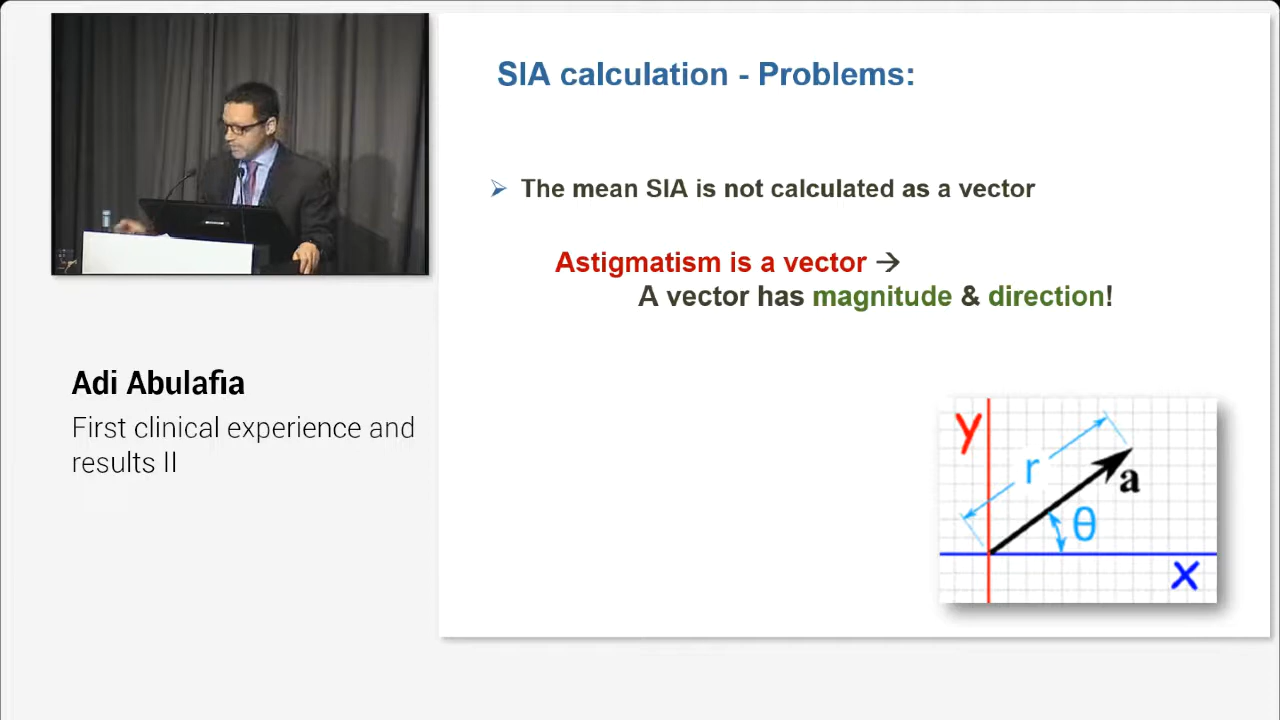 SIA calculation - Problems:
The mean SIA is not calculated as a vector
Astigmatism is a vector →
A vector has magnitude & direction!
y
r
a
θ
x
Adi Abulafia
First clinical experience and
results II